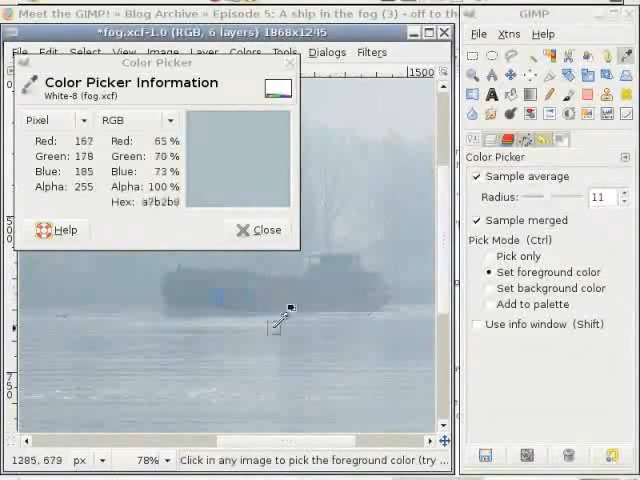 Meet the GIMP! » Blog Archive » Episode 5: A ship in the fog (3) - off to th
GIMP
*fog.xcf-1.0 (RGB, 6 layers) 1868x1245
File Edit Select View Image Layer Colors Tools Dialogs Filters
File Xtns Help
Color Picker
1500
Color Picker Information
White-8 (fog.xcf)
Pixel RGB
Red: 167 Red: 65 %
Green: 178 Green: 70 %
Blue: 185 Blue: 73 %
Alpha: 255 Alpha: 100 %
Hex: a7b2b9
Help Close
500
750
Color Picker
Sample average
Radius: 11
Sample merged
Pick Mode (Ctrl)
Pick only
Set foreground color
Set background color
Add to palette
Use info window (Shift)
1285, 679 px 78% Click in any image to pick the foreground color (try ...